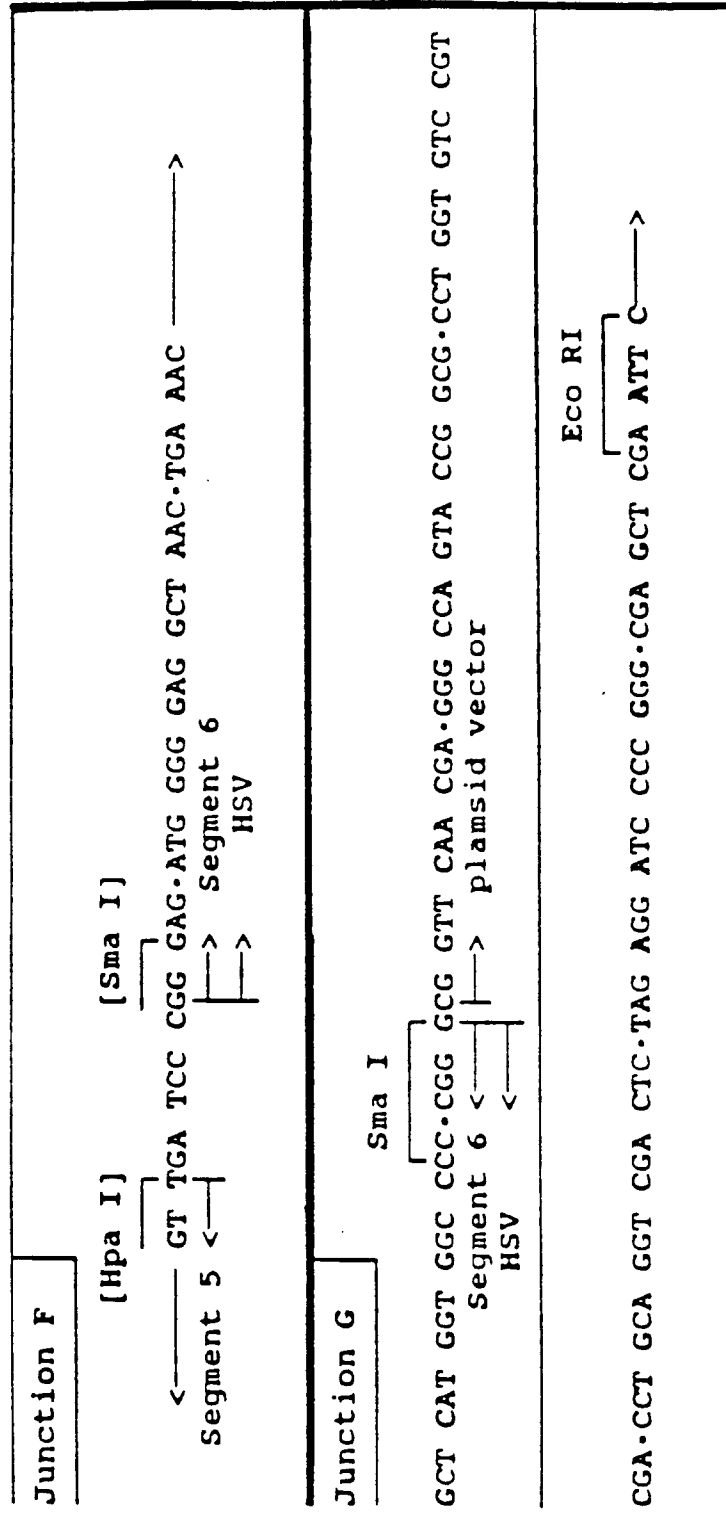 Junction F
[Hpa I] [Sma I]
<—— GT TGA TCC CGG GAG·ATG GGG GAG GCT AAC·TGA AAC ——>
Segment 5 <— —> Segment 6
—> HSV
Junction G
Sma I
GCT CAT GGT GGC CCC·CGG GCG GTT CAA CGA·GGG CCA GTA CCG GCG·CCT GGT GTC CGT
Segment 6 <— —> plamsid vector
HSV <—
Eco RI
CGA·CCT GCA GGT CGA CTC·TAG AGG ATC CCC GGG·CGA GCT CGA ATT C——>